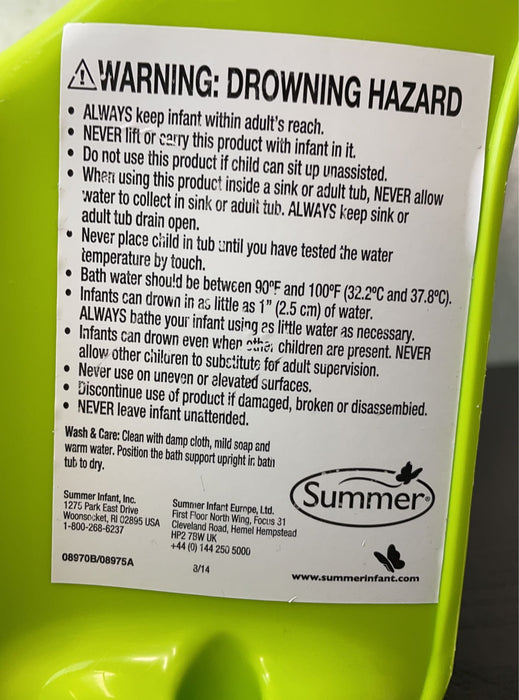 WARNING: DROWNING HAZARD
• ALWAYS keep infant within adult's reach.
• NEVER lift or carry this product with infant in it.
• Do not use this product if child can sit up unassisted.
• When using this product inside a sink or adult tub, NEVER allow
water to collect in sink or adult tub. ALWAYS keep sink or
adult tub drain open.
• Never place child in tub until you have tested the water
temperature by touch.
• Bath water should be between 90ºF and 100ºF (32.2ºC and 37.8ºC).
• Infants can drown in as little as 1" (2.5 cm) of water.
ALWAYS bathe your infant using as little water as necessary.
• Infants can drown even when other children are present. NEVER
allow other children to substitute for adult supervision.
• Never use on uneven or elevated surfaces.
• Discontinue use of product if damaged, broken or disassembled.
• NEVER leave infant unattended.
Wash & Care: Clean with damp cloth, mild soap and
warm water. Position the bath support upright in bath
tub to dry.
Summer®
Summer Infant, Inc.
1275 Park East Drive
Woonsocket, RI 02895 USA
1-800-268-6237
Summer Infant Europe, Ltd.
First Floor North Wing, Focus 31
Cleveland Road, Hemel Hempstead
HP2 7BW UK
+44 (0) 144 250 5000
08970B/08975A
3/14
www.summerinfant.com